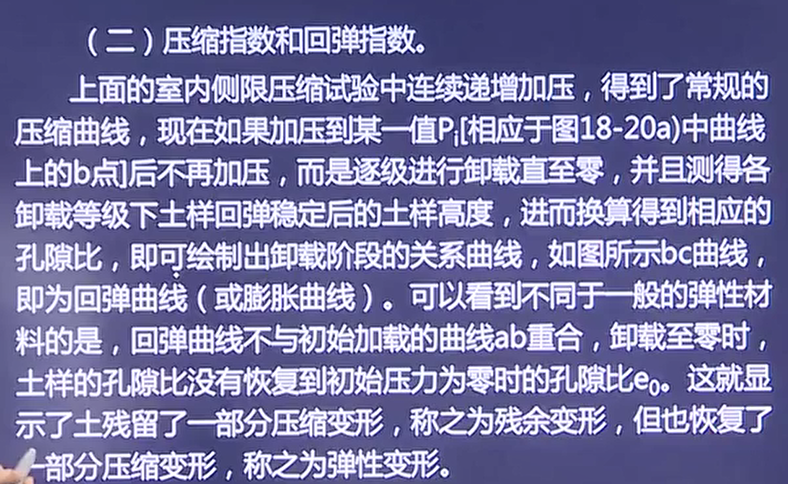 （二）压缩指数和回弹指数。
上面的室内侧限压缩试验中连续递增加压，得到了常规的
压缩曲线，现在如果加压到某一值Pi[相应于图18-20a)中曲线
上的b点]后不再加压，而是逐级进行卸载直至零，并且测得各
卸载等级下土样回弹稳定后的土样高度，进而换算得到相应的
孔隙比，即可绘制出卸载阶段的关系曲线，如图所示bc曲线，
即为回弹曲线（或膨胀曲线）。可以看到不同于一般的弹性材
料的是，回弹曲线不与初始加载的曲线ab重合，卸载至零时，
土样的孔隙比没有恢复到初始压力为零时的孔隙比e0。这就显
示了土残留了一部分压缩变形，称之为残余变形，但也恢复了
一部分压缩变形，称之为弹性变形。